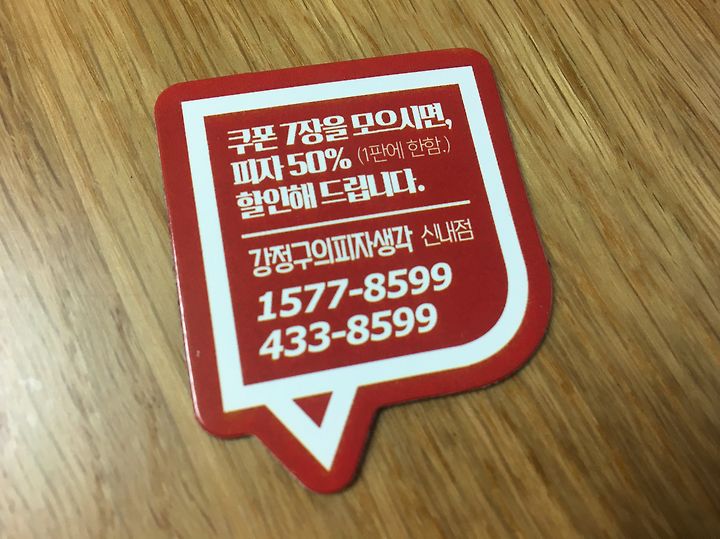 쿠폰 7장을 모으시면,
피자 50% (1판에 한함.)
할인해 드립니다.
강정구의피자생각 신내점
1577-8599
433-8599